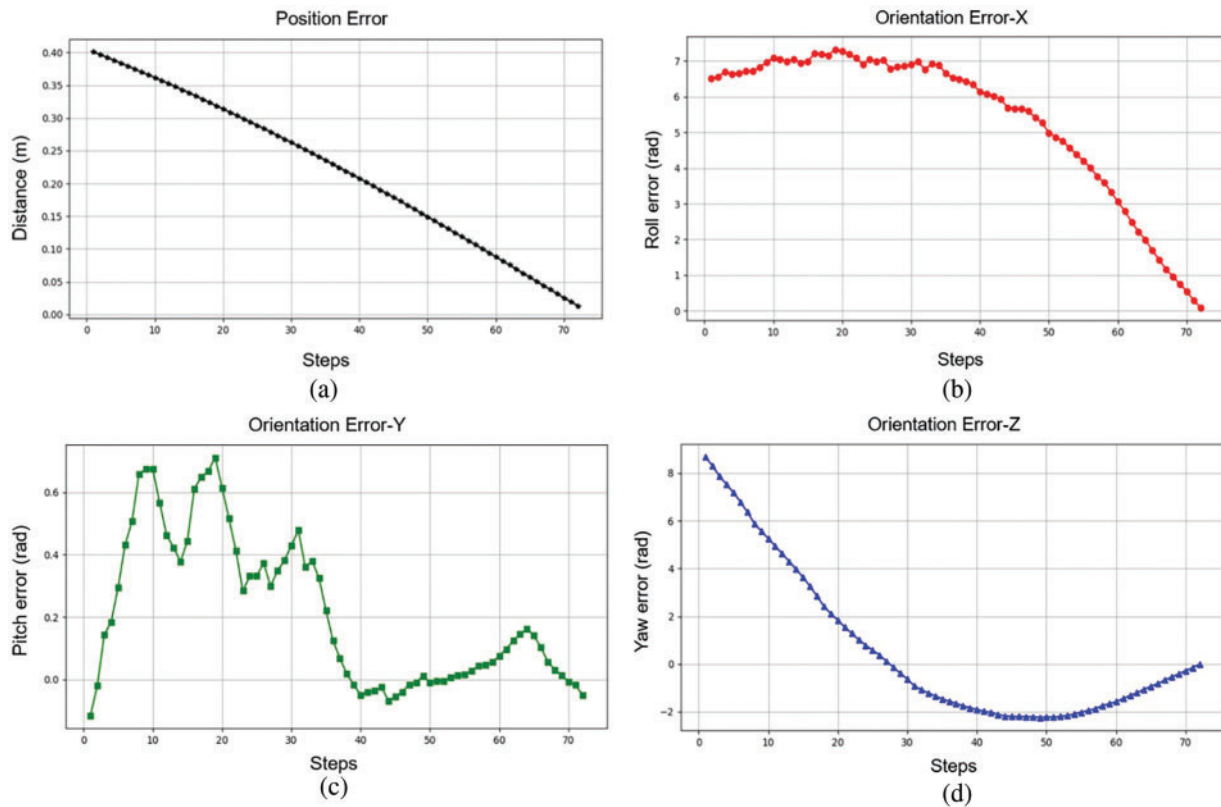 Position Error
Distance (m)
0.40
0.35
0.30
0.25
0.20
0.15
0.10
0.05
0.00
0 10 20 30 40 50 60 70
Steps
(a)
Orientation Error-X
Roll error (rad)
7
6
5
4
3
2
1
0
0 10 20 30 40 50 60 70
Steps
(b)
Orientation Error-Y
Pitch error (rad)
0.6
0.4
0.2
0.0
0 10 20 30 40 50 60 70
Steps
(c)
Orientation Error-Z
Yaw error (rad)
8
6
4
2
0
−2
0 10 20 30 40 50 60 70
Steps
(d)